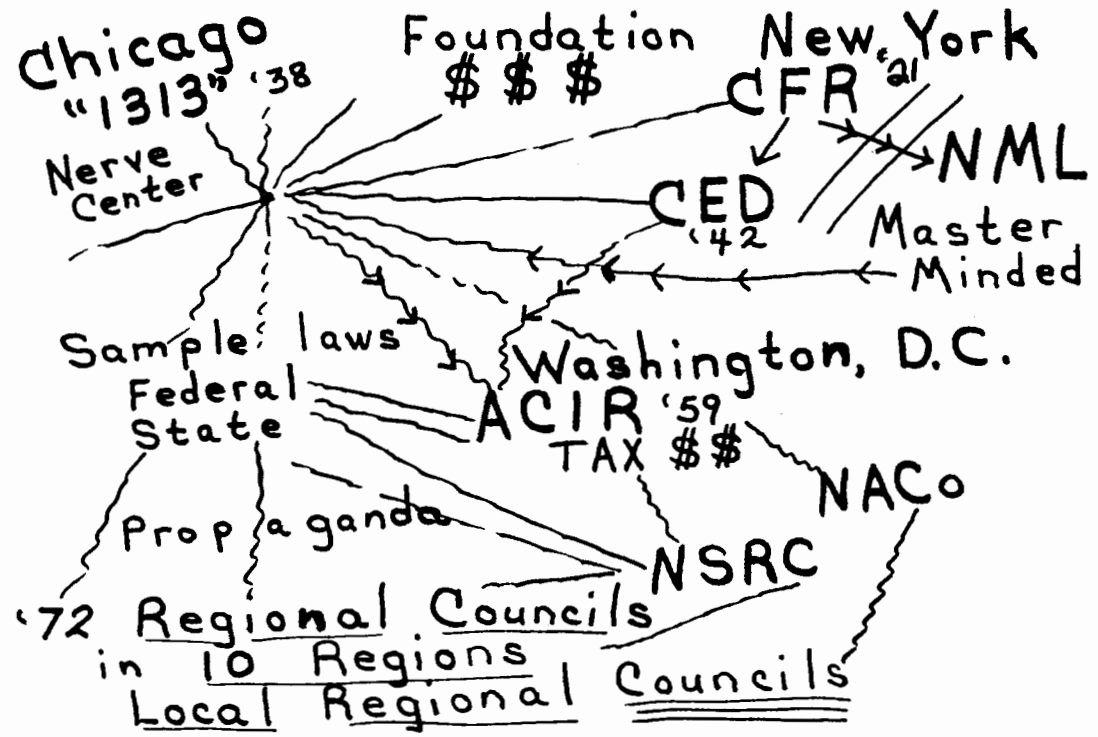 Chicago
"1313" '38
Nerve
Center
Foundation
$ $ $
New York
CFR '21
NML
CED
'42
Master
Minded
Sample laws
Federal
State
Washington, D.C.
ACIR '59
TAX $$
NACo
Propaganda
NSRC
'72 Regional Councils
in 10 Regions
Local Regional Councils